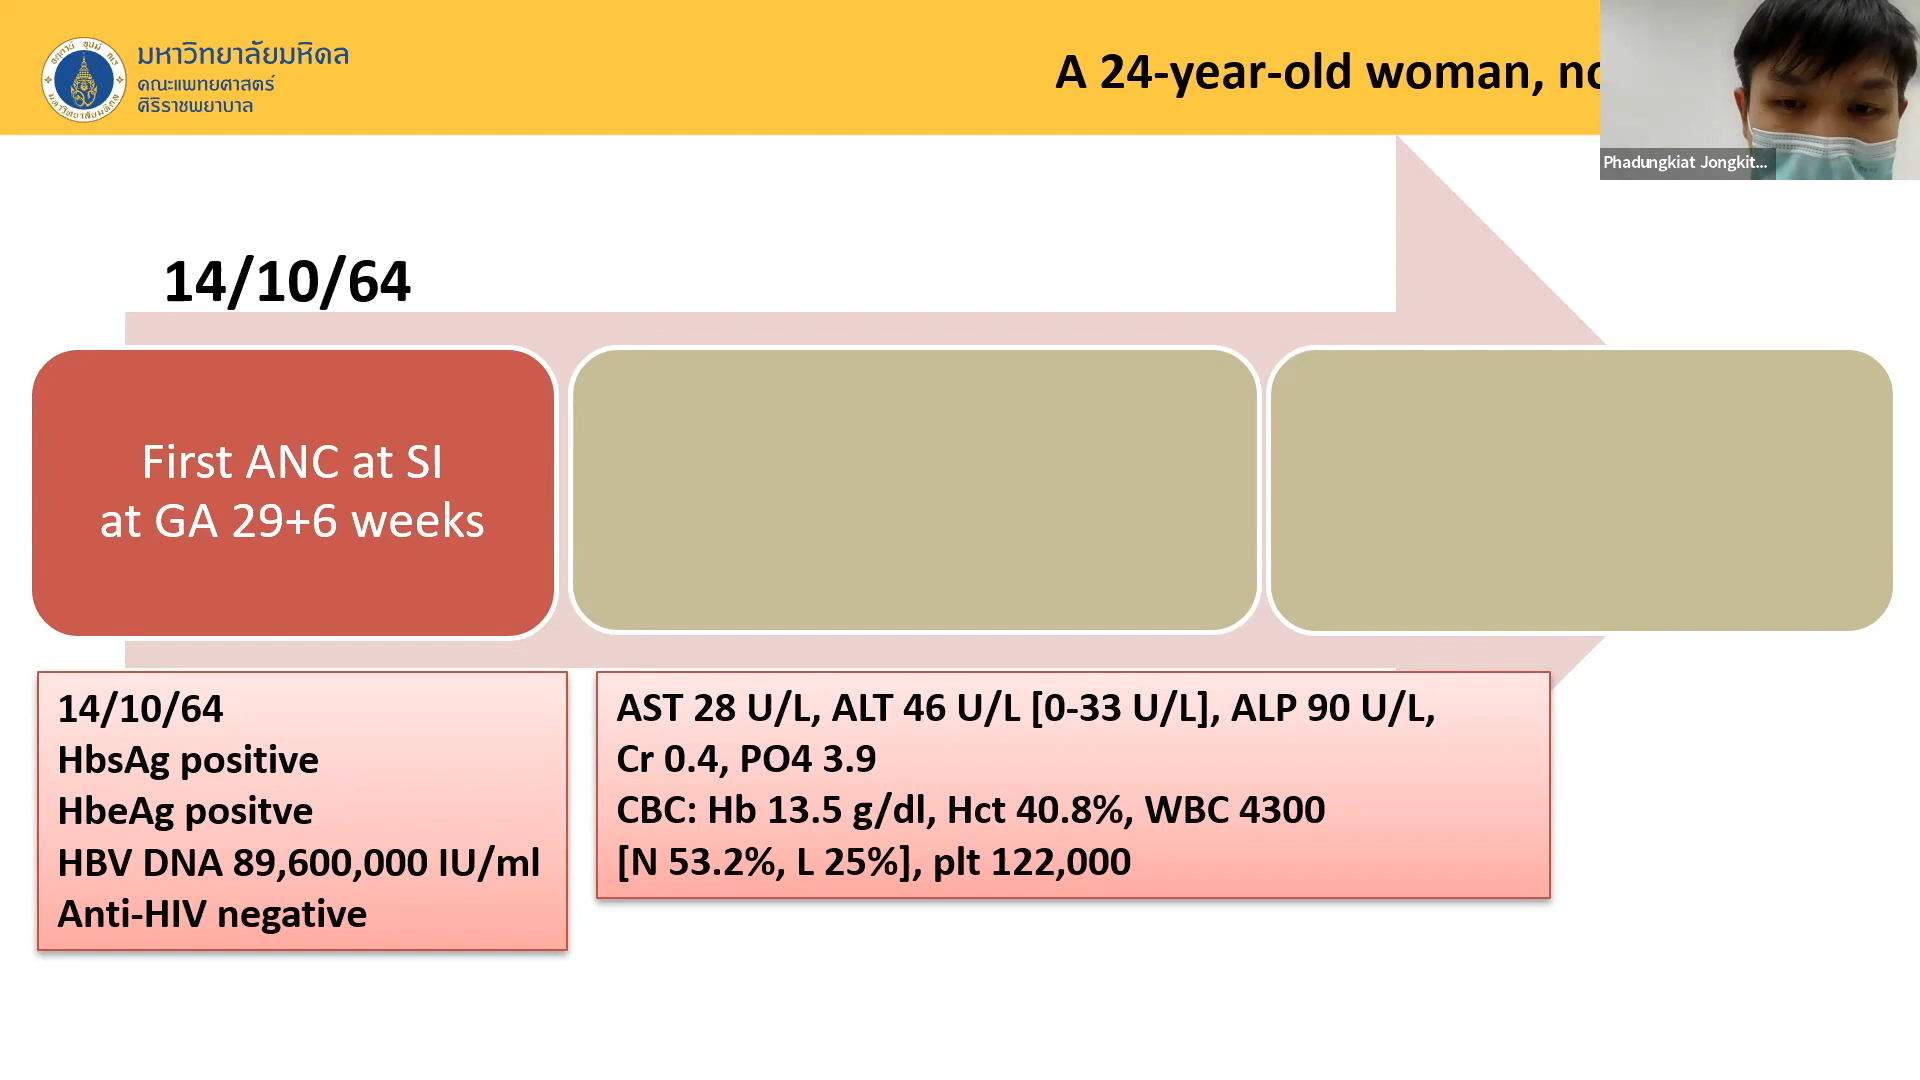 มหาวิทยาลัยมหิดล
คณะแพทยศาสตร์
ศิริราชพยาบาล
A 24-year-old woman,
Phadungkiat Jongkit...
14/10/64
First ANC at SI
at GA 29+6 weeks
14/10/64
HbsAg positive
HbeAg positve
HBV DNA 89,600,000 IU/ml
Anti-HIV negative
AST 28 U/L, ALT 46 U/L [0-33 U/L], ALP 90 U/L,
Cr 0.4, PO4 3.9
CBC: Hb 13.5 g/dl, Hct 40.8%, WBC 4300
[N 53.2%, L 25%], plt 122,000